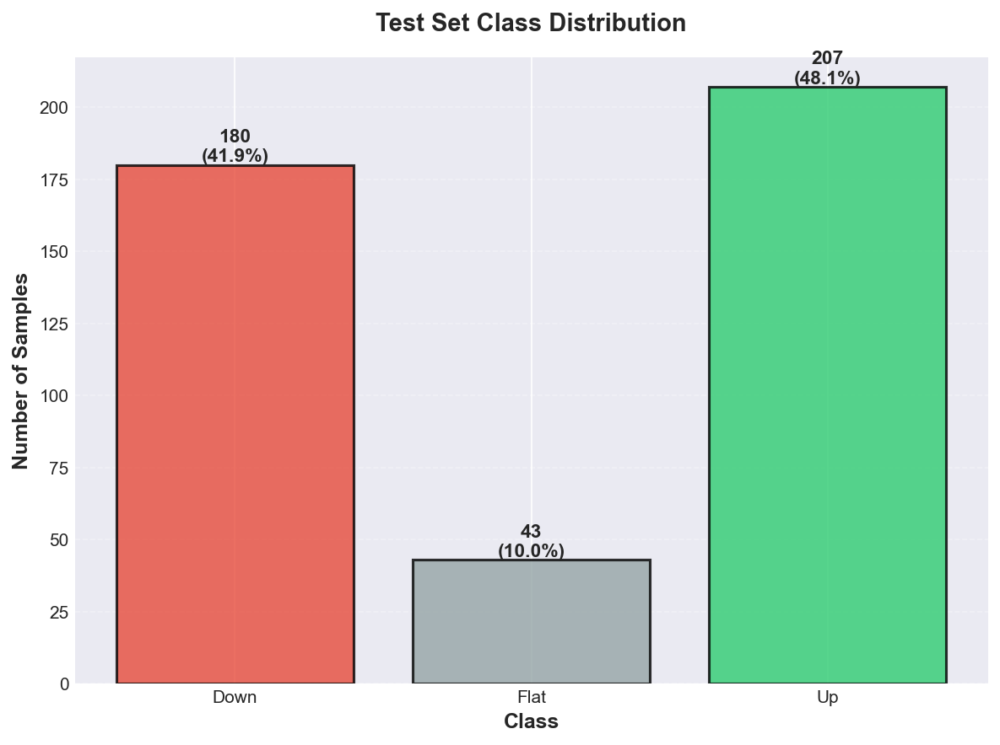 Test Set Class Distribution
207
(48.1%)
180
(41.9%)
43
(10.0%)
Number of Samples
200
175
150
125
100
75
50
25
0
Down
Flat
Up
Class